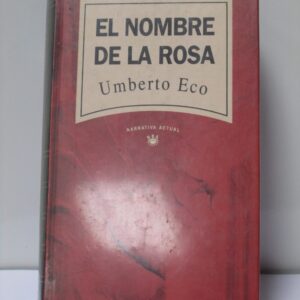 EL NOMBRE
DE LA ROSA
Umberto Eco
NARRATIVA ACTUAL